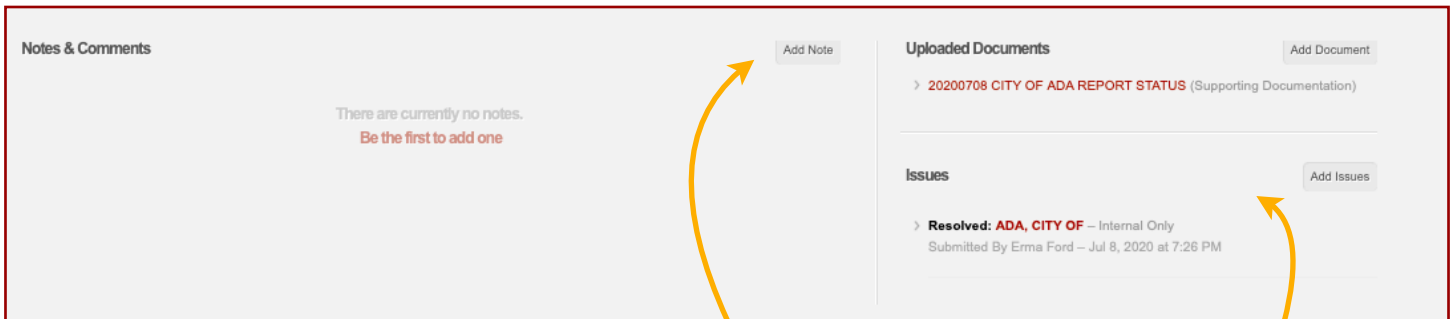 Notes & Comments
Add Note
There are currently no notes.
Be the first to add one
Uploaded Documents
Add Document
20200708 CITY OF ADA REPORT STATUS (Supporting Documentation)
Issues
Add Issues
Resolved: ADA, CITY OF – Internal Only
Submitted By Erma Ford – Jul 8, 2020 at 7:26 PM